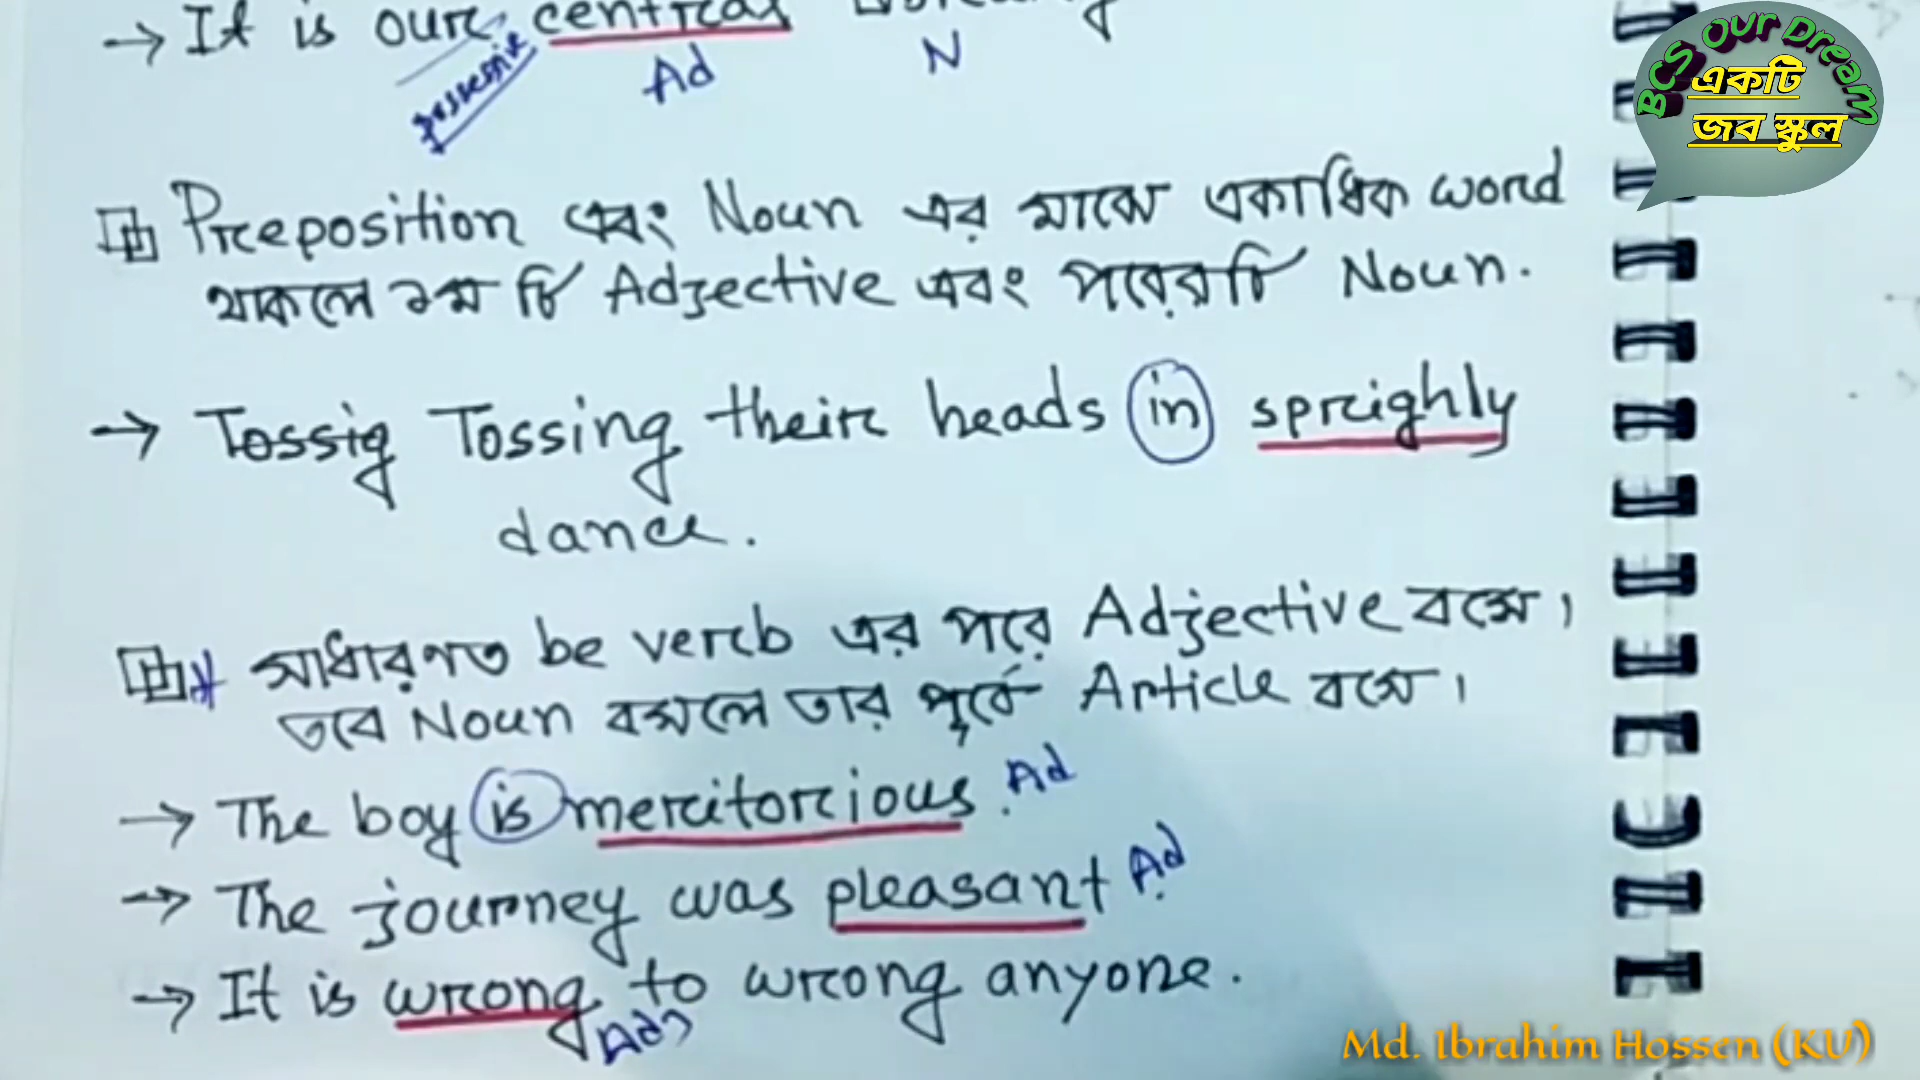 → It is our central
possessive
Ad
N
Preposition এবং Noun এর মাঝে একাধিক word
থাকলে ১ম টি Adjective এবং পরেরটি Noun.
→ Tossig Tossing their heads in sprighly
dance.
সাধারণত be verb এর পরে Adjective বসে।
তবে Noun বসলে তার পূর্বে Article বসে।
→ The boy is meritorious. Ad
→ The journey was pleasant. Ad
→ It is wrong to wrong anyone.
Adj
BCS Our Dream
একটি
জব স্কুল
Md. Ibrahim Hossen (KU)